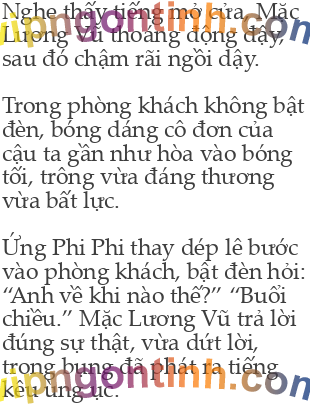 Nghe thấy tiếng mở cửa, Mặc
Lương Vũ thoáng động đậy,
sau đó chậm rãi ngồi dậy.
Trong phòng khách không bật
đèn, bóng dáng cô đơn của
cậu ta gần như hòa vào bóng
tối, trông vừa đáng thương
vừa bất lực.
Ứng Phi Phi thay dép lê bước
vào phòng khách, bật đèn hỏi:
“Anh về khi nào thế?” “Buổi
chiều.” Mặc Lương Vũ trả lời
đúng sự thật, vừa dứt lời,
trong bụng đã phát ra tiếng
kêu ùng ục.